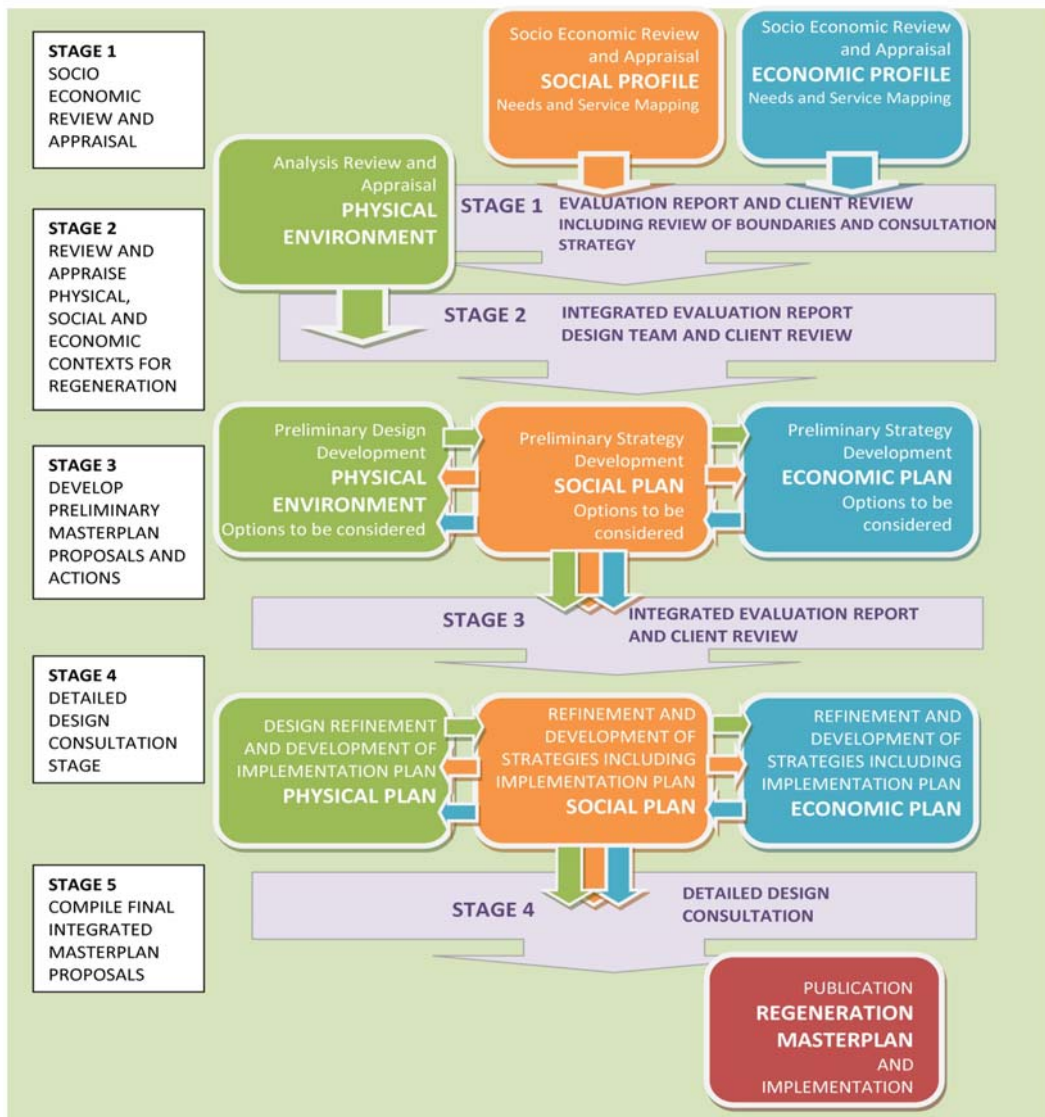 STAGE 1
SOCIO
ECONOMIC
REVIEW AND
APPRAISAL
Socio Economic Review
and Appraisal
SOCIAL PROFILE
Needs and Service Mapping
Socio Economic Review
and Appraisal
ECONOMIC PROFILE
Needs and Service Mapping
Analysis Review and
Appraisal
PHYSICAL
ENVIRONMENT
STAGE 1
EVALUATION REPORT AND CLIENT REVIEW
INCLUDING REVIEW OF BOUNDARIES AND CONSULTATION
STRATEGY
STAGE 2
REVIEW AND
APPRAISE
PHYSICAL,
SOCIAL AND
ECONOMIC
CONTEXTS FOR
REGENERATION
STAGE 2
INTEGRATED EVALUATION REPORT
DESIGN TEAM AND CLIENT REVIEW
STAGE 3
DEVELOP
PRELIMINARY
MASTERPLAN
PROPOSALS AND
ACTIONS
Preliminary Design
Development
PHYSICAL
ENVIRONMENT
Options to be considered
Preliminary Strategy
Development
SOCIAL PLAN
Options to be
considered
Preliminary Strategy
Development
ECONOMIC PLAN
Options to be
considered
STAGE 3
INTEGRATED EVALUATION REPORT
AND CLIENT REVIEW
STAGE 4
DETAILED
DESIGN
CONSULTATION
STAGE
DESIGN REFINEMENT
AND DEVELOPMENT OF
IMPLEMENTATION PLAN
PHYSICAL PLAN
REFINEMENT AND
DEVELOPMENT OF
STRATEGIES INCLUDING
IMPLEMENTATION PLAN
SOCIAL PLAN
REFINEMENT AND
DEVELOPMENT OF
STRATEGIES INCLUDING
IMPLEMENTATION PLAN
ECONOMIC PLAN
STAGE 5
COMPILE FINAL
INTEGRATED
MASTERPLAN
PROPOSALS
STAGE 4
DETAILED DESIGN
CONSULTATION
PUBLICATION
REGENERATION
MASTERPLAN
AND
IMPLEMENTATION